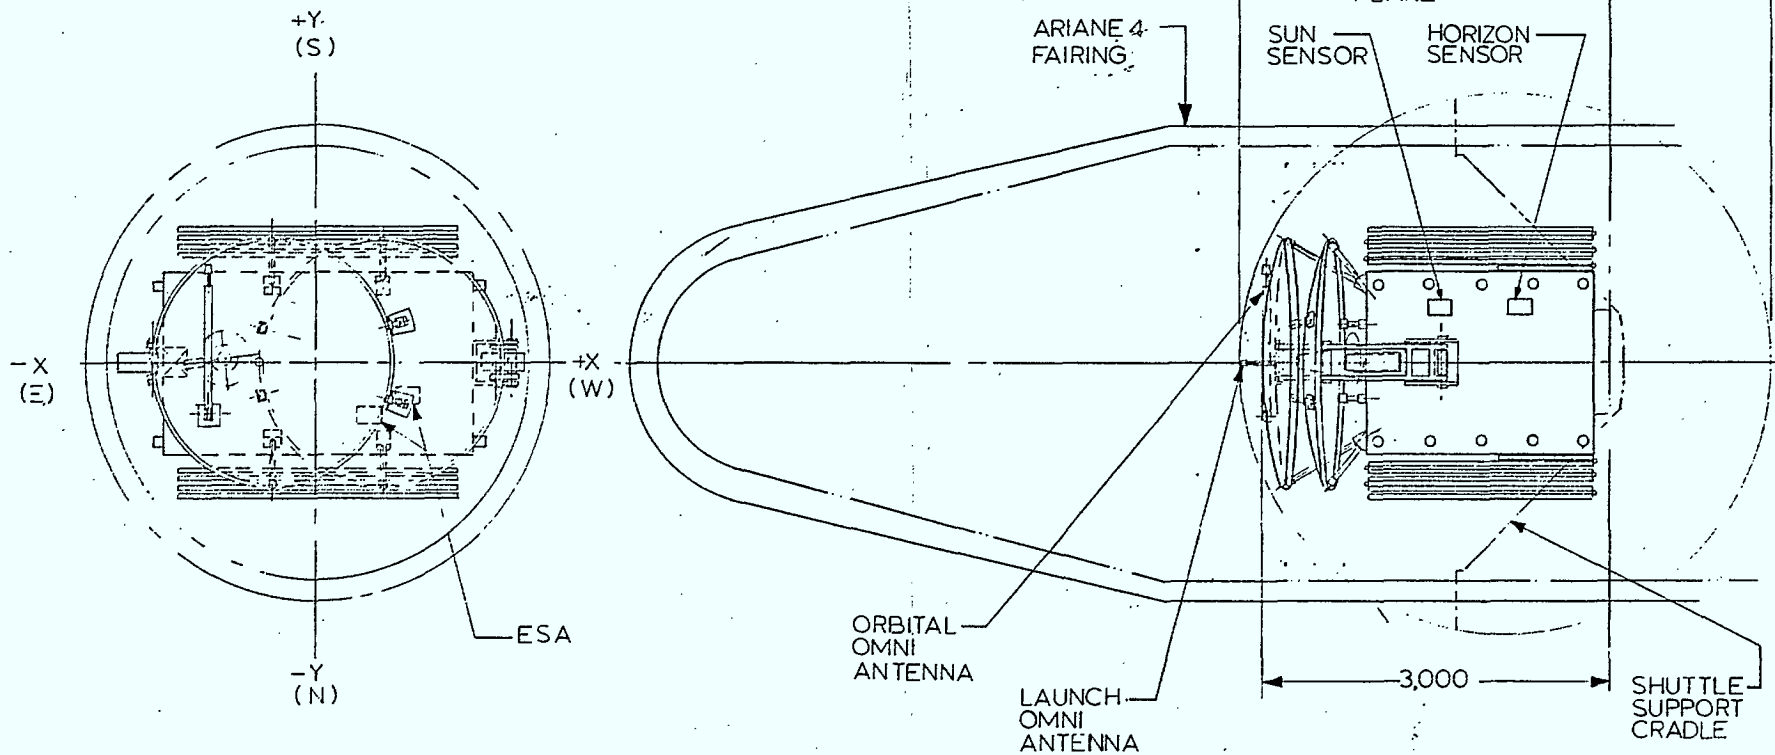 +Y
(S)
-X
(E)
+X
(W)
-Y
(N)
ESA
ARIANE 4
FAIRING
SUN
SENSOR
HORIZON
SENSOR
ORBITAL
OMNI
ANTENNA
LAUNCH
OMNI
ANTENNA
3,000
SHUTTLE
SUPPORT
CRADLE